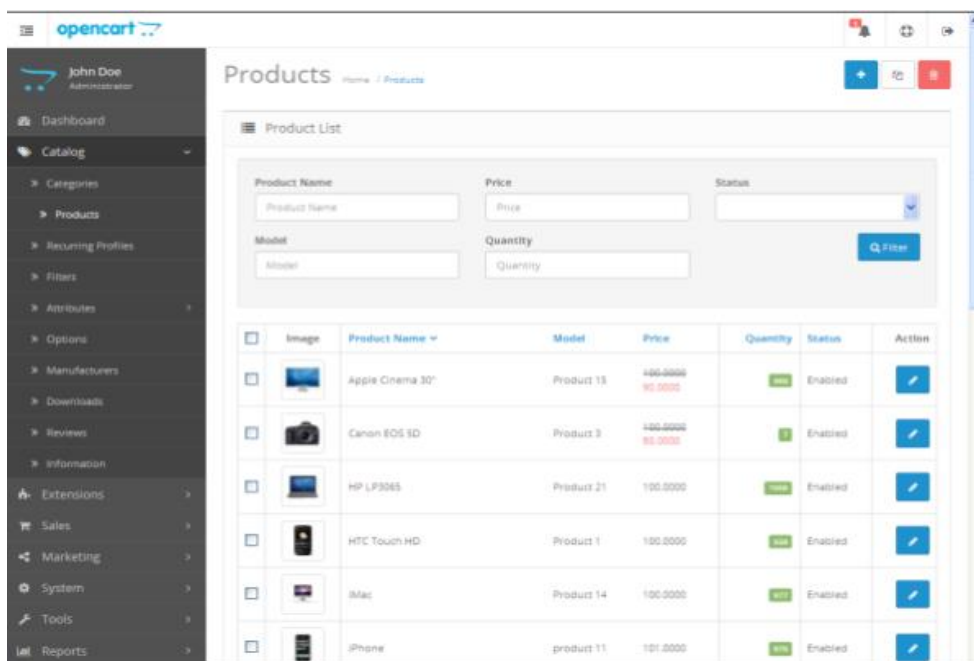 opencart
John Doe
Administrator
Products Home / Products
Dashboard
Catalog
Categories
Products
Recurring Profiles
Filters
Attributes
Options
Manufacturers
Downloads
Reviews
Information
Extensions
Sales
Marketing
System
Tools
Reports
Product List
Product Name Price Status
Product Name Price
Model Quantity
Filter
Model Quantity
Image Product Name Model Price Quantity Status Action
Apple Cinema 30" Product 15 100.0000 90.0000 Enabled
Canon EOS 5D Product 3 100.0000 80.0000 7 Enabled
HP LP3065 Product 21 100.0000 Enabled
HTC Touch HD Product 1 100.0000 Enabled
iMac Product 14 100.0000 977 Enabled
iPhone product 11 101.0000 Enabled